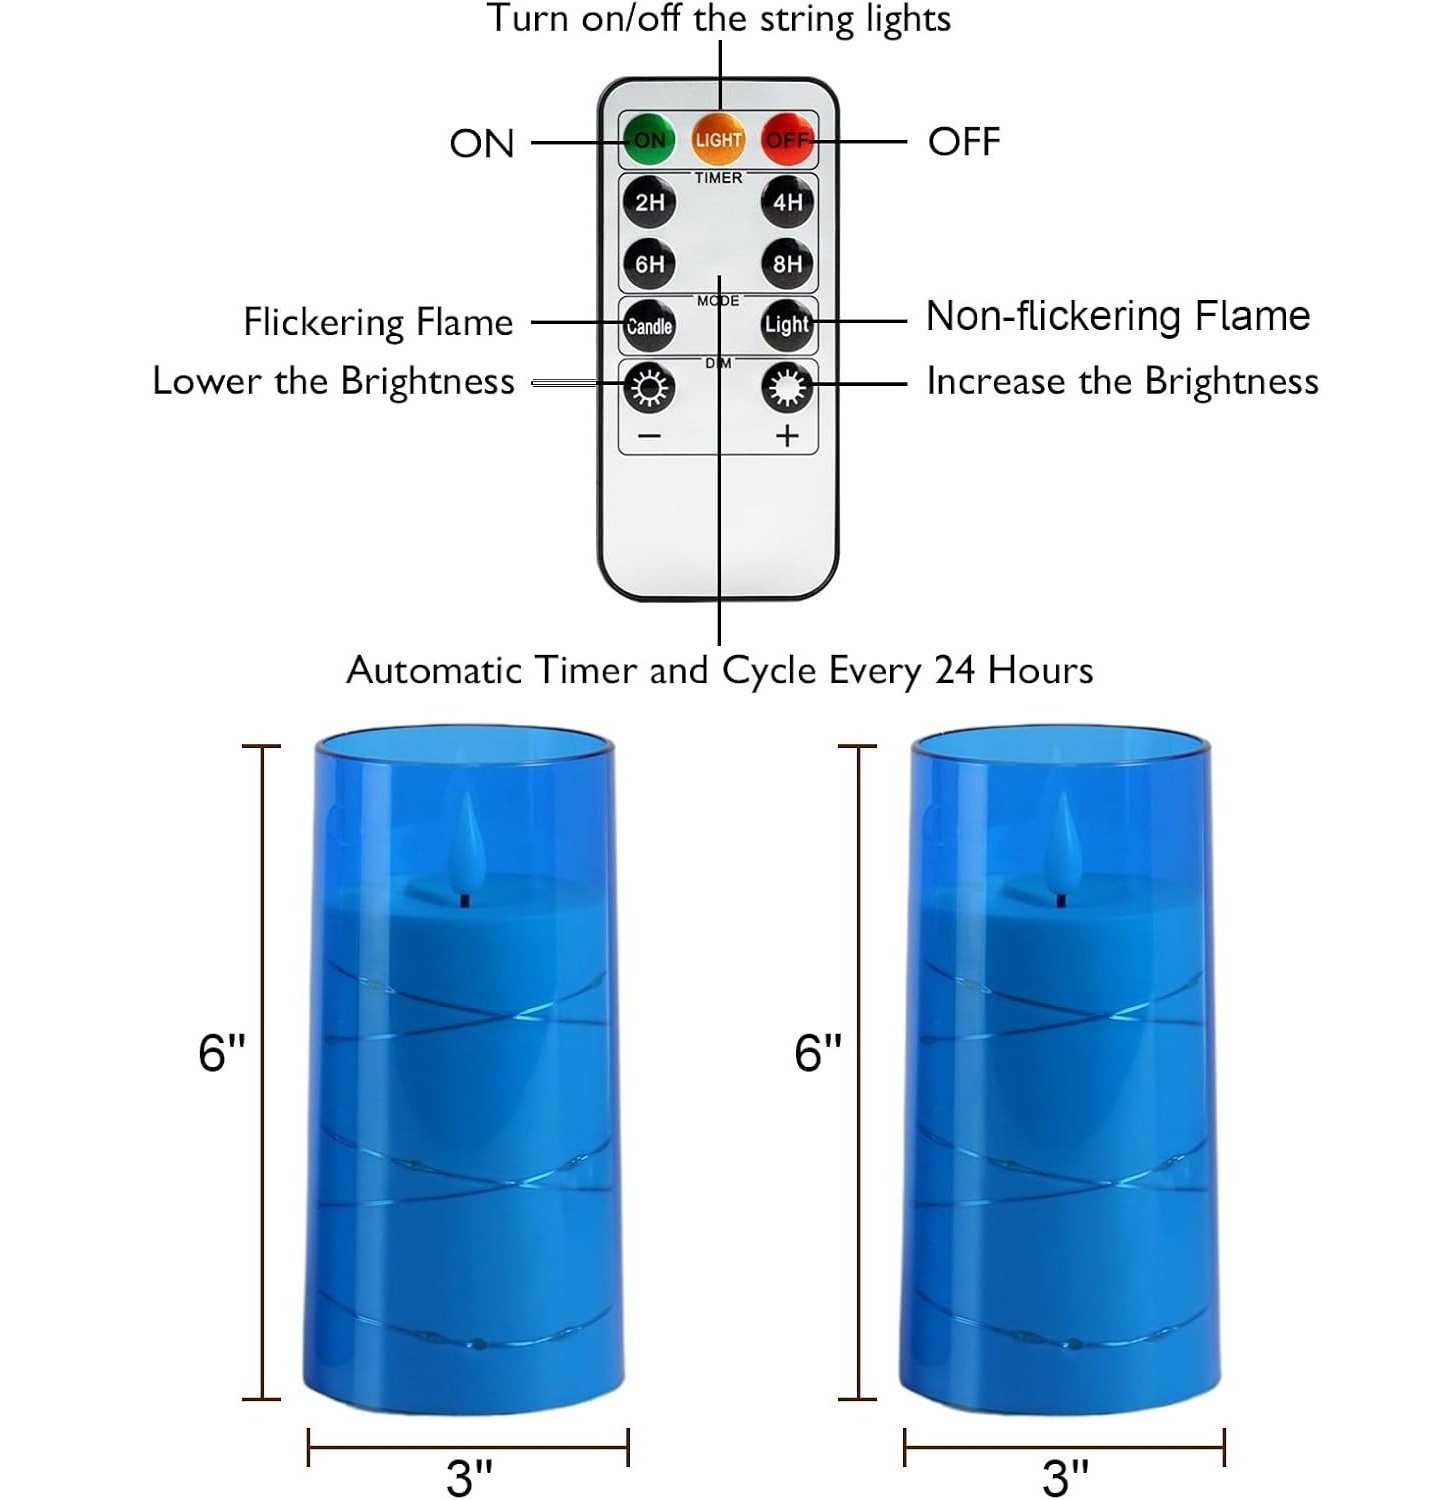 Turn on/off the string lights
ON
ON LIGHT OFF
OFF
TIMER
2H 4H
6H 8H
MODE
Flickering Flame
Candle Light
Non-flickering Flame
DIM
Lower the Brightness
Increase the Brightness
− +
Automatic Timer and Cycle Every 24 Hours
6" 6"
3" 3"